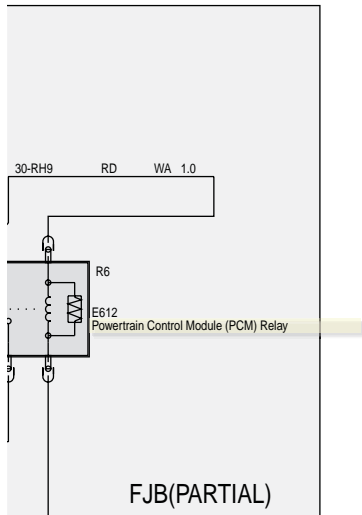 30-RH9 RD WA 1.0
R6
E612
Powertrain Control Module (PCM) Relay
FJB(PARTIAL)